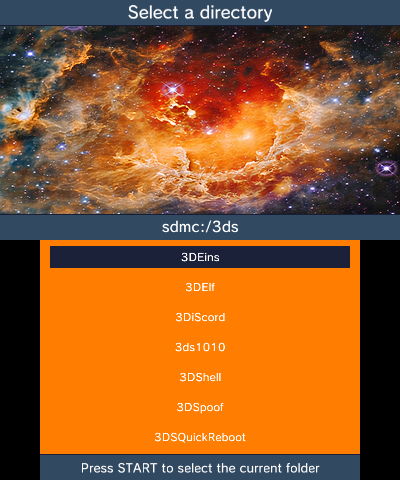 Select a directory
sdmc:/3ds
3DEins
3DElf
3DiScord
3ds1010
3DShell
3DSpoof
3DSQuickReboot
Press START to select the current folder